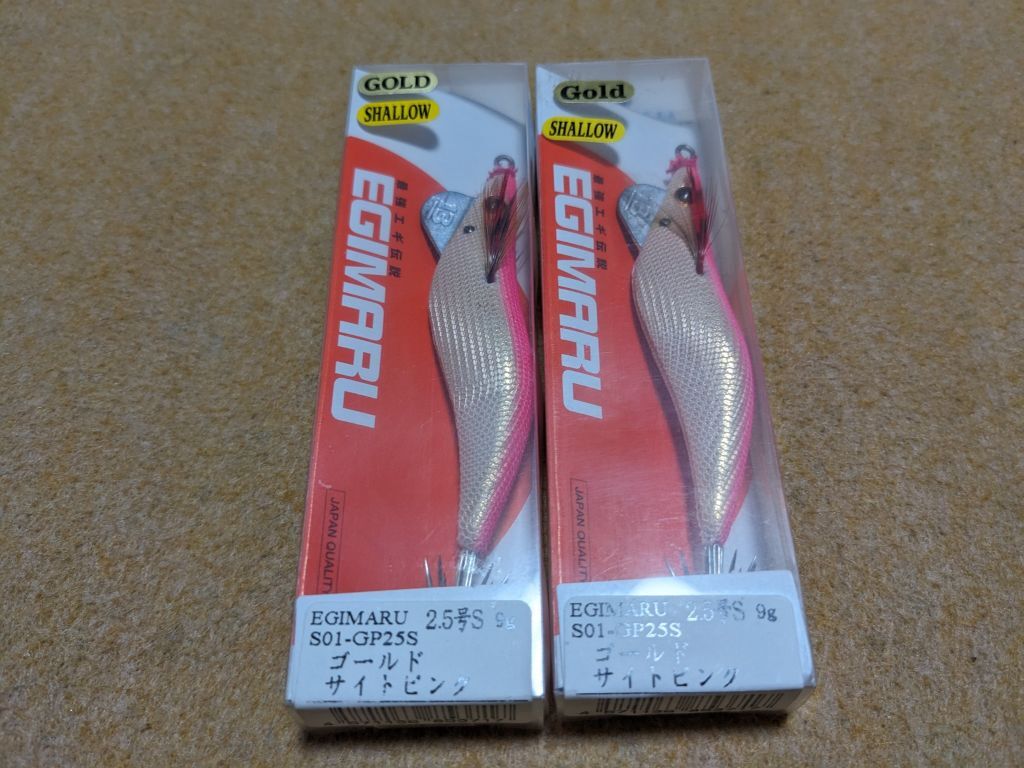 GOLD
SHALLOW
最強エギ伝説
EGIMARU
JAPAN QUALITY
EGIMARU 2.5号S 9g
S01-GP25S
ゴールド
サイトピンク
Gold
SHALLOW
最強エギ伝説
EGIMARU
JAPAN QUALITY
EGIMARU 2.5号S 9g
S01-GP25S
ゴールド
サイトピンク